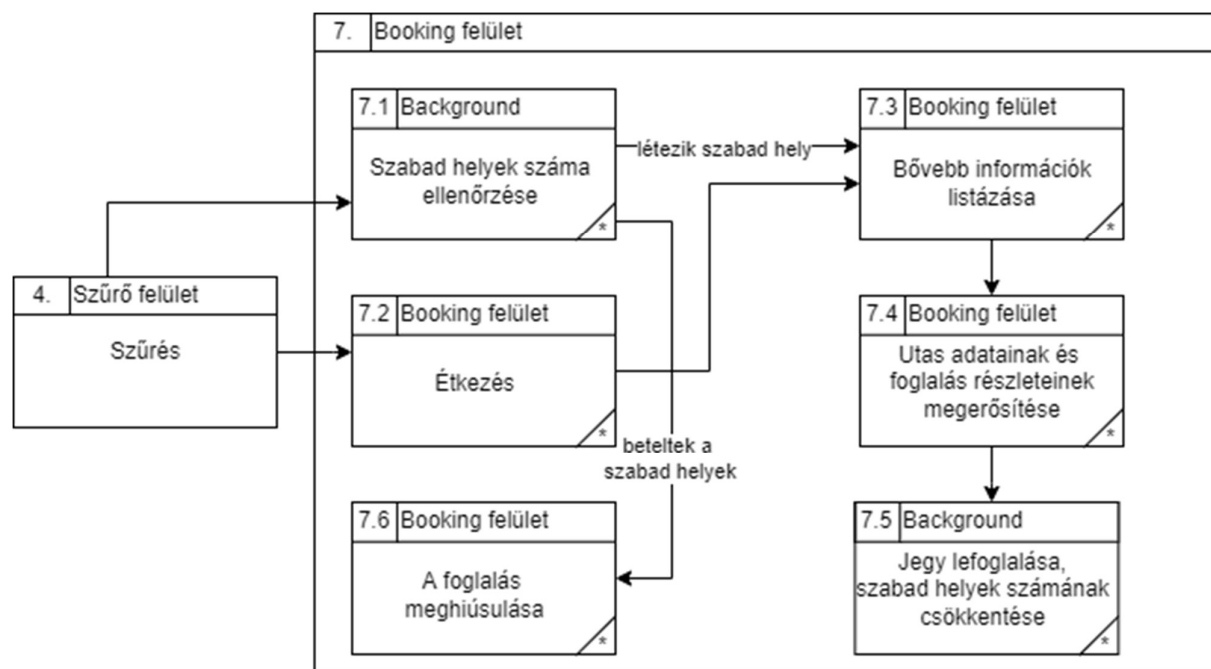 7. Booking felület
7.1 Background
Szabad helyek száma
ellenőrzése
*
létezik szabad hely
7.3 Booking felület
Bővebb információk
listázása
*
4. Szűrő felület
Szűrés
7.2 Booking felület
Étkezés
*
7.4 Booking felület
Utas adatainak és
foglalás részleteinek
megerősítése
*
beteltek a
szabad helyek
7.6 Booking felület
A foglalás
meghiúsulása
*
7.5 Background
Jegy lefoglalása,
szabad helyek számának
csökkentése
*